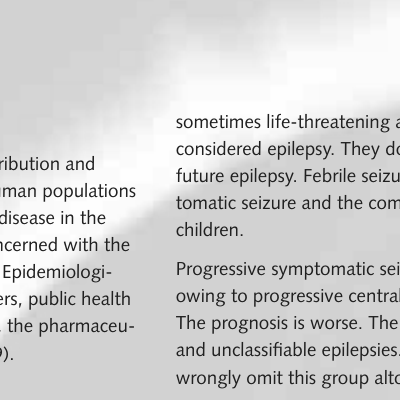 ribution and
uman populations
disease in the
ncerned with the
Epidemiologi-
ers, public health
the pharmaceu-
).
sometimes life-threatening
considered epilepsy. They do
future epilepsy. Febrile seizu
tomatic seizure and the com
children.
Progressive symptomatic sei
owing to progressive central
The prognosis is worse. The
and unclassifiable epilepsies.
wrongly omit this group alto